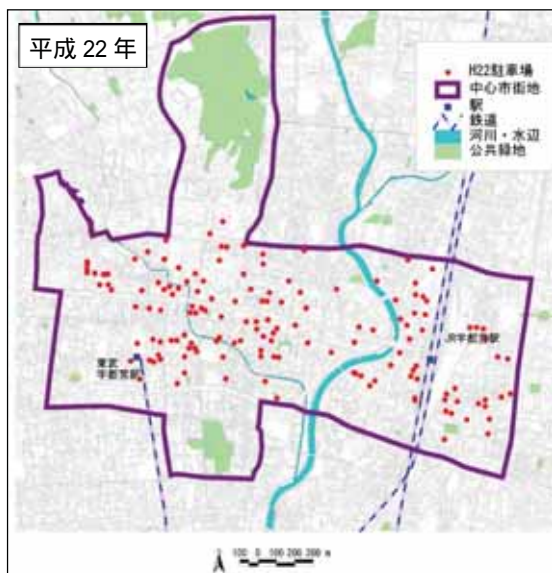 平成 22 年
H22駐車場
中心市街地
駅
鉄道
河川・水辺
公共緑地
JR宇都宮駅
東武
宇都宮駅
100 0 100 200 300 m